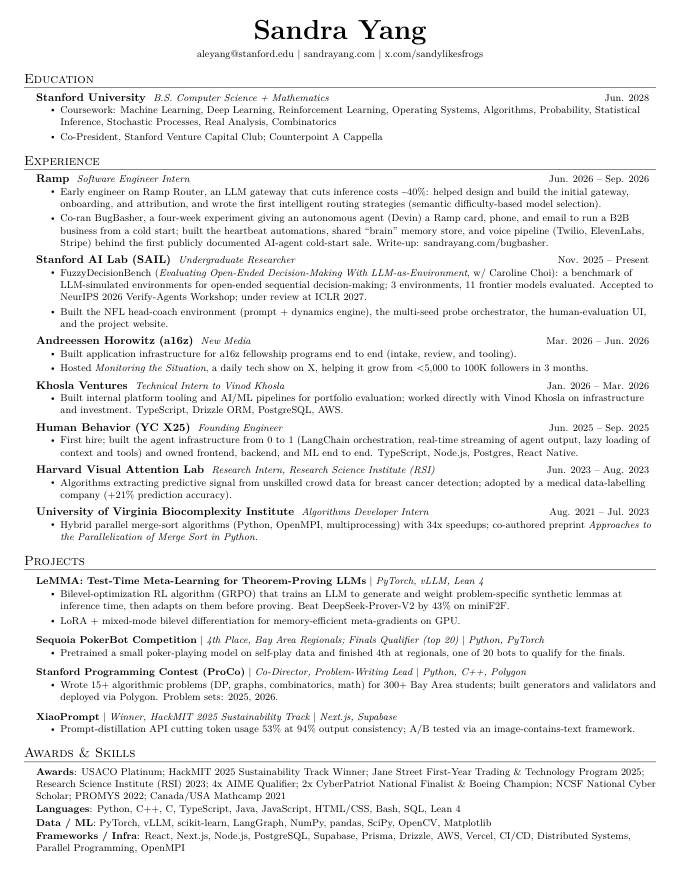 Sandra Yang
aleyang@stanford.edu | sandrayang.com | x.com/sandylikesfrogs
Education
Stanford University B.S. Computer Science + Mathematics Jun. 2028
• Coursework: Machine Learning, Deep Learning, Reinforcement Learning, Operating Systems, Algorithms, Probability, Statistical
Inference, Stochastic Processes, Real Analysis, Combinatorics
• Co-President, Stanford Venture Capital Club; Counterpoint A Cappella
Experience
Ramp Software Engineer Intern Jun. 2026 – Sep. 2026
• Early engineer on Ramp Router, an LLM gateway that cuts inference costs ~40%: helped design and build the initial gateway,
onboarding, and attribution, and wrote the first intelligent routing strategies (semantic difficulty-based model selection).
• Co-ran BugBasher, a four-week experiment giving an autonomous agent (Devin) a Ramp card, phone, and email to run a B2B
business from a cold start; built the heartbeat automations, shared “brain” memory store, and voice pipeline (Twilio, ElevenLabs,
Stripe) behind the first publicly documented AI-agent cold-start sale. Write-up: sandrayang.com/bugbasher.
Stanford AI Lab (SAIL) Undergraduate Researcher Nov. 2025 – Present
• FuzzyDecisionBench (Evaluating Open-Ended Decision-Making With LLM-as-Environment, w/ Caroline Choi): a benchmark of
LLM-simulated environments for open-ended sequential decision-making; 3 environments, 11 frontier models evaluated. Accepted to
NeurIPS 2026 Verify-Agents Workshop; under review at ICLR 2027.
• Built the NFL head-coach environment (prompt + dynamics engine), the multi-seed probe orchestrator, the human-evaluation UI,
and the project website.
Andreessen Horowitz (a16z) New Media Mar. 2026 – Jun. 2026
• Built application infrastructure for a16z fellowship programs end to end (intake, review, and tooling).
• Hosted Monitoring the Situation, a daily tech show on X, helping it grow from <5,000 to 100K followers in 3 months.
Khosla Ventures Technical Intern to Vinod Khosla Jan. 2026 – Mar. 2026
• Built internal platform tooling and AI/ML pipelines for portfolio evaluation; worked directly with Vinod Khosla on infrastructure
and investment. TypeScript, Drizzle ORM, PostgreSQL, AWS.
Human Behavior (YC X25) Founding Engineer Jun. 2025 – Sep. 2025
• First hire; built the agent infrastructure from 0 to 1 (LangChain orchestration, real-time streaming of agent output, lazy loading of
context and tools) and owned frontend, backend, and ML end to end. TypeScript, Node.js, Postgres, React Native.
Harvard Visual Attention Lab Research Intern, Research Science Institute (RSI) Jun. 2023 – Aug. 2023
• Algorithms extracting predictive signal from unskilled crowd data for breast cancer detection; adopted by a medical data-labelling
company (+21% prediction accuracy).
University of Virginia Biocomplexity Institute Algorithms Developer Intern Aug. 2021 – Jul. 2023
• Hybrid parallel merge-sort algorithms (Python, OpenMPI, multiprocessing) with 34x speedups; co-authored preprint Approaches to
the Parallelization of Merge Sort in Python.
Projects
LeMMA: Test-Time Meta-Learning for Theorem-Proving LLMs | PyTorch, vLLM, Lean 4
• Bilevel-optimization RL algorithm (GRPO) that trains an LLM to generate and weight problem-specific synthetic lemmas at
inference time, then adapts on them before proving. Beat DeepSeek-Prover-V2 by 43% on miniF2F.
• LoRA + mixed-mode bilevel differentiation for memory-efficient meta-gradients on GPU.
Sequoia PokerBot Competition | 4th Place, Bay Area Regionals; Finals Qualifier (top 20) | Python, PyTorch
• Pretrained a small poker-playing model on self-play data and finished 4th at regionals, one of 20 bots to qualify for the finals.
Stanford Programming Contest (ProCo) | Co-Director, Problem-Writing Lead | Python, C++, Polygon
• Wrote 15+ algorithmic problems (DP, graphs, combinatorics, math) for 300+ Bay Area students; built generators and validators and
deployed via Polygon. Problem sets: 2025, 2026.
XiaoPrompt | Winner, HackMIT 2025 Sustainability Track | Next.js, Supabase
• Prompt-distillation API cutting token usage 53% at 94% output consistency; A/B tested via an image-contains-text framework.
Awards & Skills
Awards: USACO Platinum; HackMIT 2025 Sustainability Track Winner; Jane Street First-Year Trading & Technology Program 2025;
Research Science Institute (RSI) 2023; 4x AIME Qualifier; 2x CyberPatriot National Finalist & Boeing Champion; NCSF National Cyber
Scholar; PROMYS 2022; Canada/USA Mathcamp 2021
Languages: Python, C++, C, TypeScript, Java, JavaScript, HTML/CSS, Bash, SQL, Lean 4
Data / ML: PyTorch, vLLM, scikit-learn, LangGraph, NumPy, pandas, SciPy, OpenCV, Matplotlib
Frameworks / Infra: React, Next.js, Node.js, PostgreSQL, Supabase, Prisma, Drizzle, AWS, Vercel, CI/CD, Distributed Systems,
Parallel Programming, OpenMPI